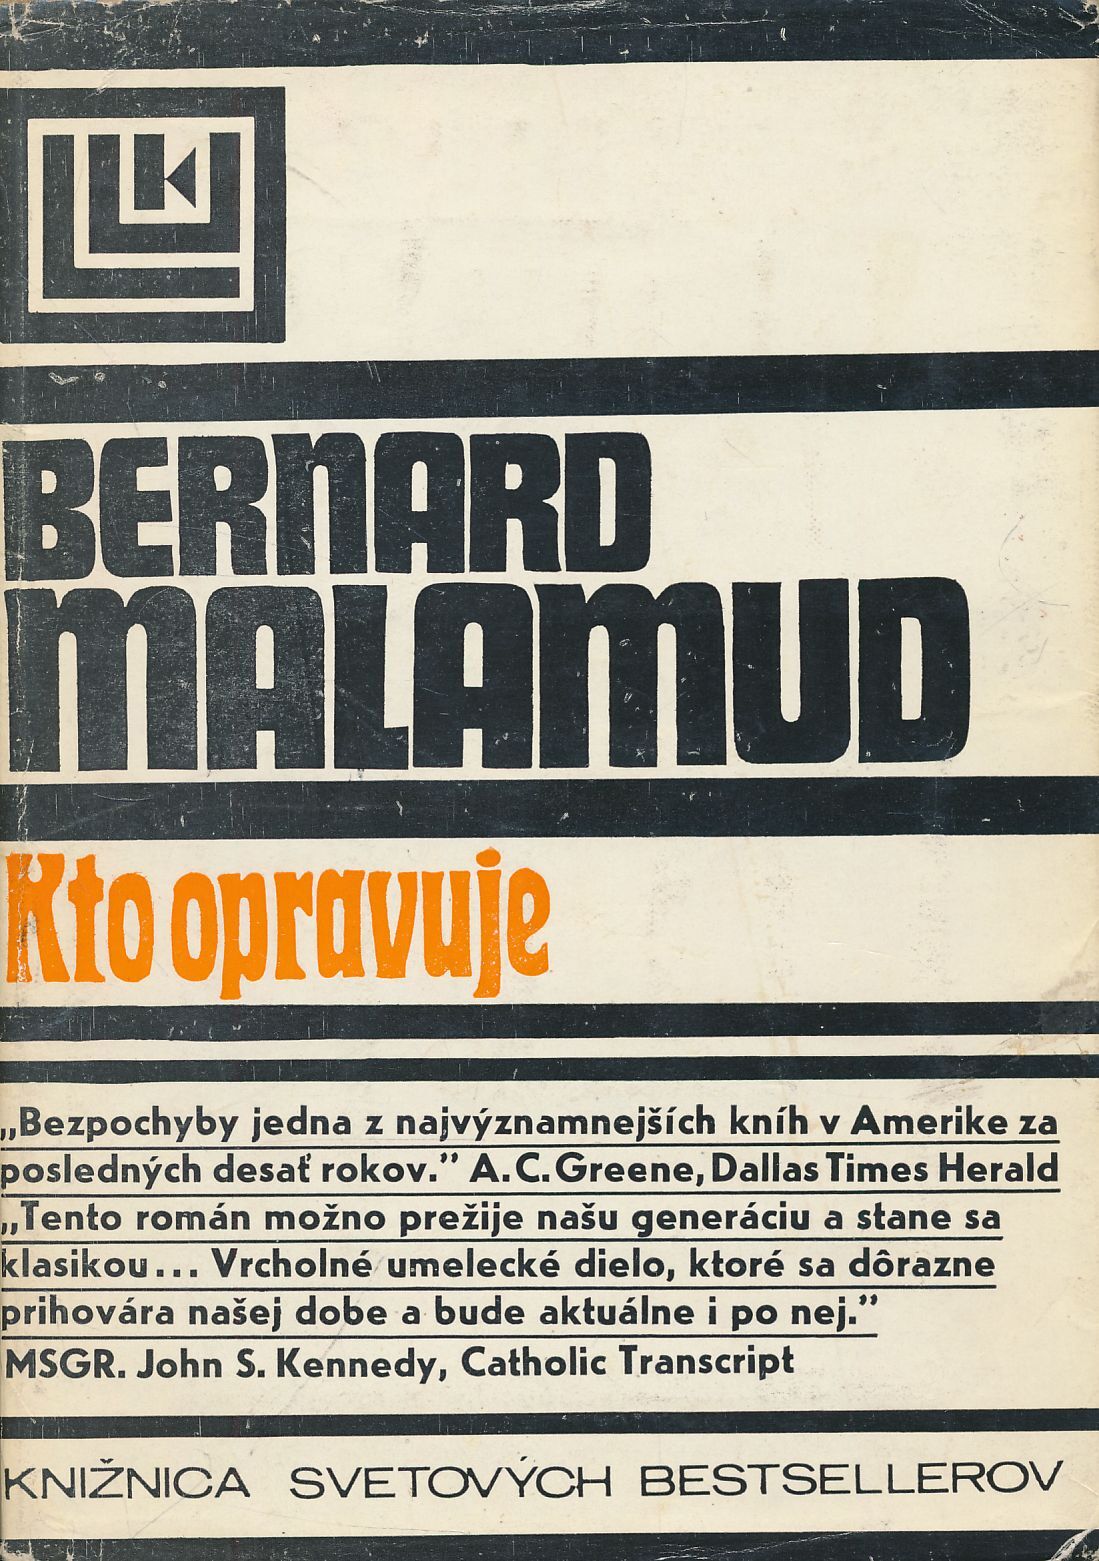 BERNARD
MALAMUD
Kto opravuje
„Bezpochyby jedna z najvýznamnejších kníh v Amerike za
posledných desať rokov.” A.C.Greene, Dallas Times Herald
„Tento román možno prežije našu generáciu a stane sa
klasikou... Vrcholné umelecké dielo, ktoré sa dôrazne
prihovára našej dobe a bude aktuálne i po nej.”
MSGR. John S. Kennedy, Catholic Transcript
KNIŽNICA SVETOVÝCH BESTSELLEROV